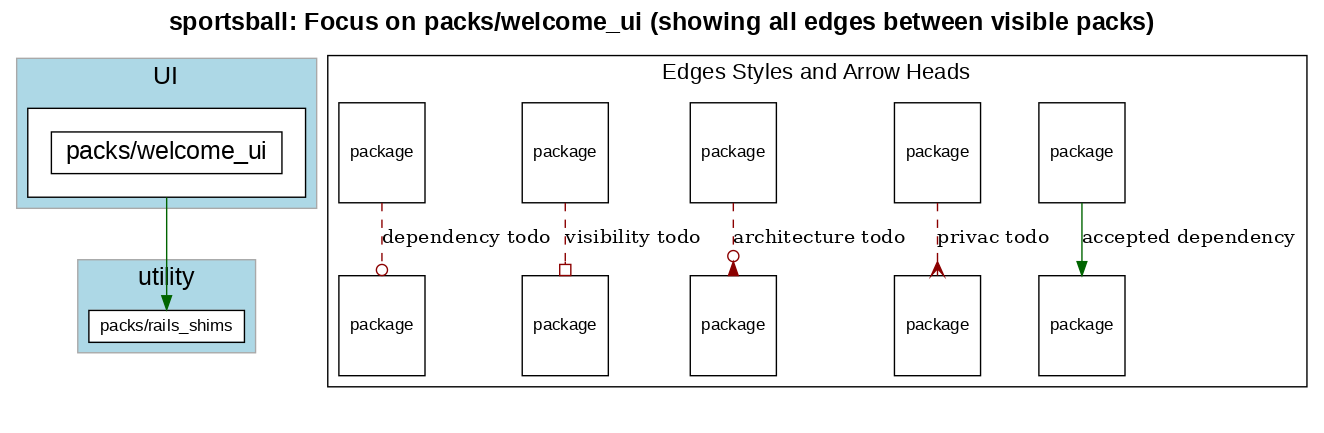 sportsball: Focus on packs/welcome_ui (showing all edges between visible packs)
UI
packs/welcome_ui
utility
packs/rails_shims
Edges Styles and Arrow Heads
package package package package package
dependency todo visibility todo architecture todo privac todo accepted dependency
package package package package package